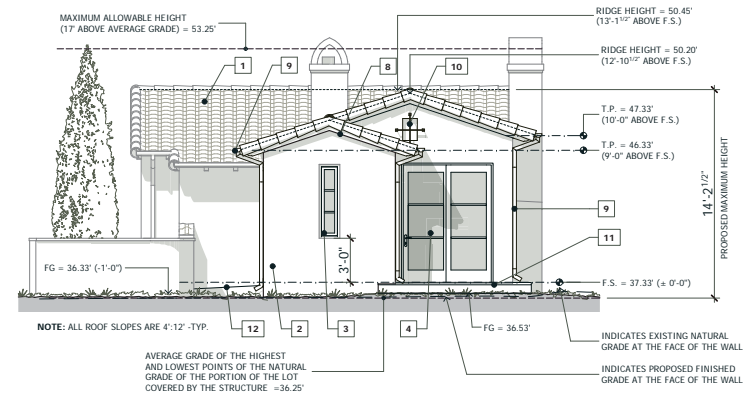 MAXIMUM ALLOWABLE HEIGHT
(17' ABOVE AVERAGE GRADE) = 53.25'
RIDGE HEIGHT = 50.45'
(13'-1 1/2" ABOVE F.S.)
RIDGE HEIGHT = 50.20'
(12'-10 1/2" ABOVE F.S.)
1
9
8
10
T.P. = 47.33'
(10'-0" ABOVE F.S.)
T.P. = 46.33'
(9'-0" ABOVE F.S.)
14'-2 1/2"
PROPOSED MAXIMUM HEIGHT
9
11
3'-0"
FG = 36.33' (-1'-0")
F.S. = 37.33' (± 0'-0")
NOTE: ALL ROOF SLOPES ARE 4':12' -TYP.
12
2
3
4
FG = 36.53'
INDICATES EXISTING NATURAL
GRADE AT THE FACE OF THE WALL
AVERAGE GRADE OF THE HIGHEST
AND LOWEST POINTS OF THE NATURAL
GRADE OF THE PORTION OF THE LOT
COVERED BY THE STRUCTURE =36.25'
INDICATES PROPOSED FINISHED
GRADE AT THE FACE OF THE WALL